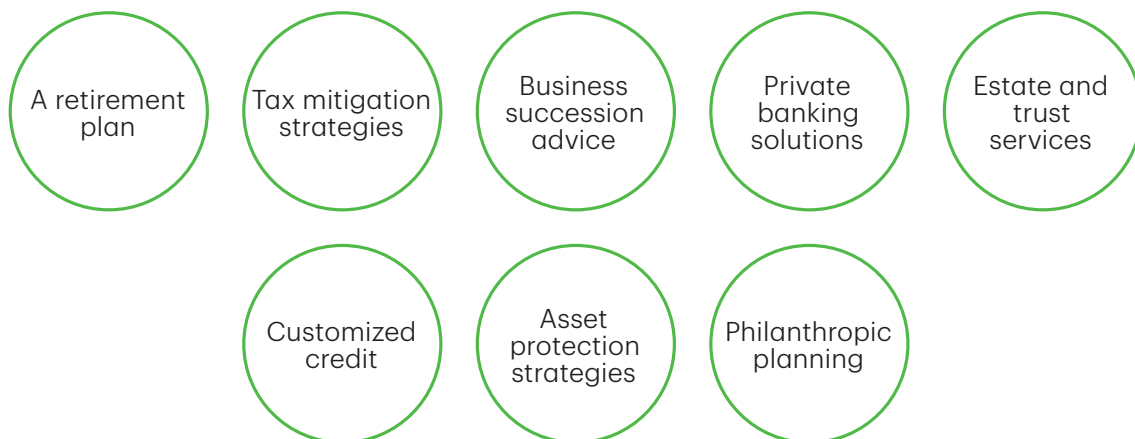 A retirement
plan
Tax mitigation
strategies
Business
succession
advice
Private
banking
solutions
Estate and
trust
services
Customized
credit
Asset
protection
strategies
Philanthropic
planning